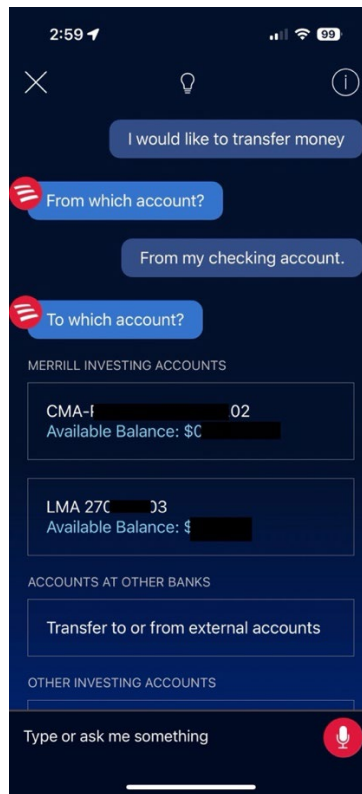 2:59
99
I would like to transfer money
From which account?
From my checking account.
To which account?
MERRILL INVESTING ACCOUNTS
CMA- 02
Available Balance: $0
LMA 270 03
Available Balance: $
ACCOUNTS AT OTHER BANKS
Transfer to or from external accounts
OTHER INVESTING ACCOUNTS
Type or ask me something